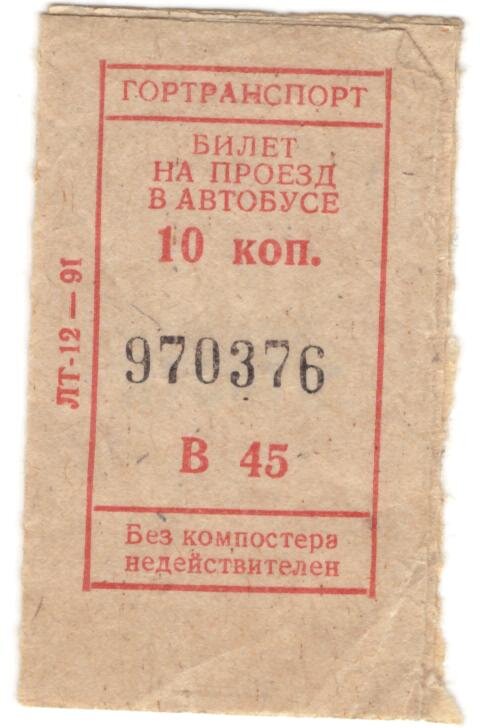 ГОРТРАНСПОРТ
БИЛЕТ
НА ПРОЕЗД
В АВТОБУСЕ
10 коп.
ЛТ-12—91
970376
В 45
Без компостера
недействителен